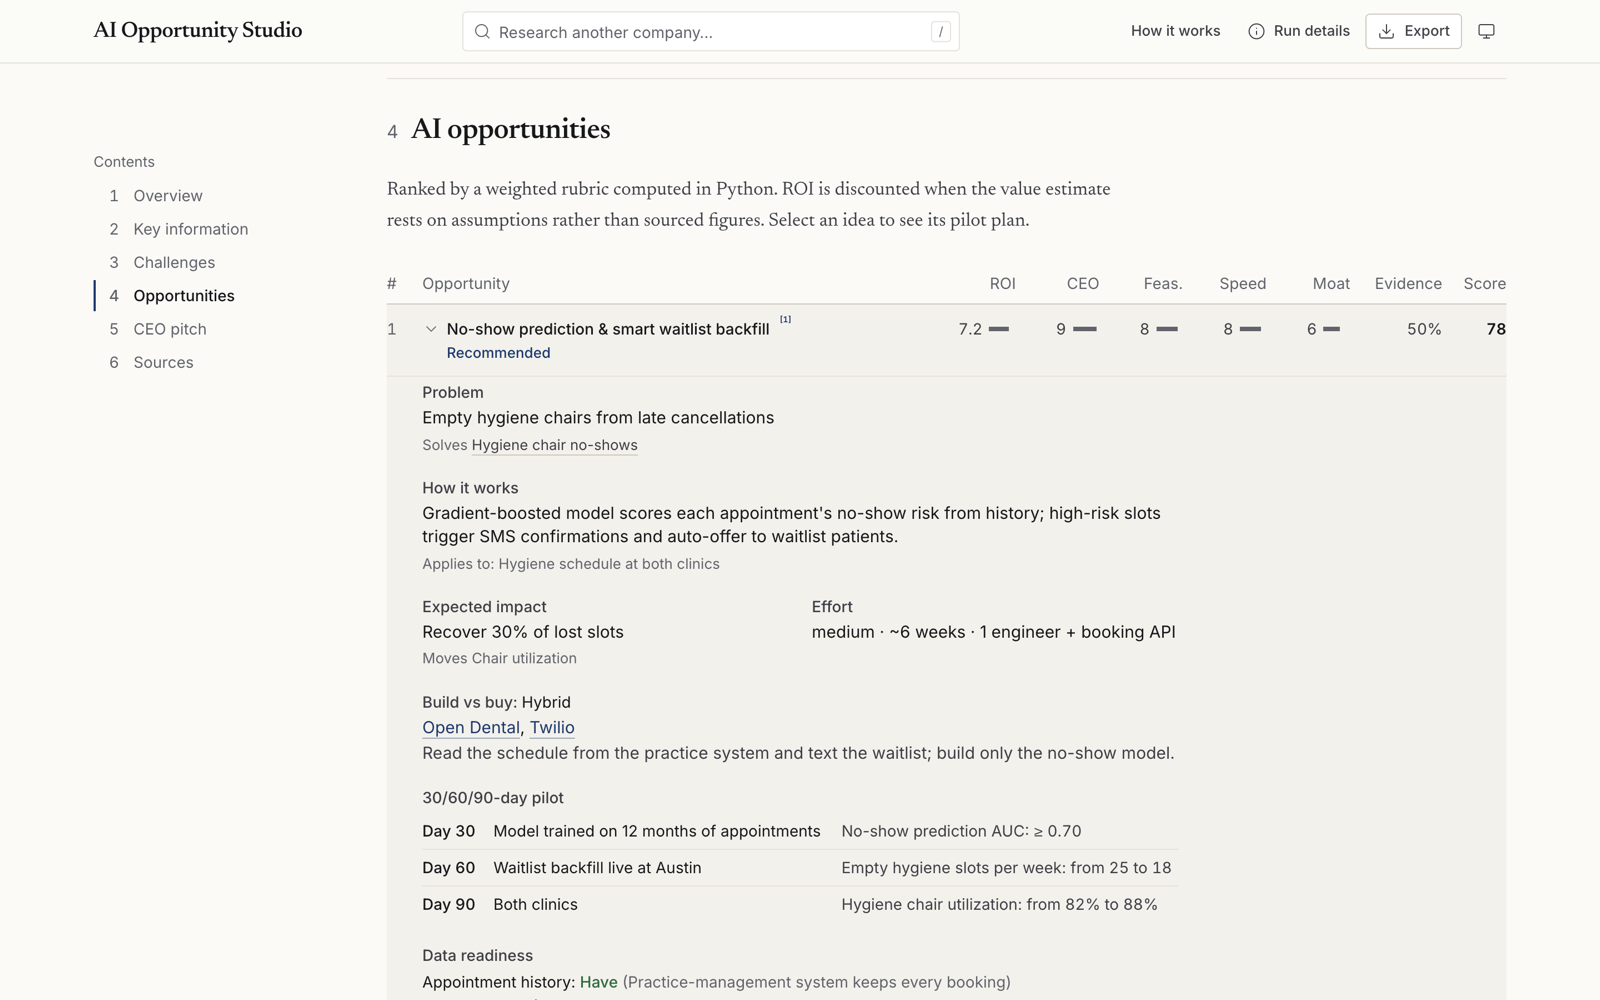 AI Opportunity Studio
Research another company...
/
How it works
Run details
Export
4 AI opportunities
Contents
1 Overview
2 Key information
3 Challenges
4 Opportunities
5 CEO pitch
6 Sources
Ranked by a weighted rubric computed in Python. ROI is discounted when the value estimate
rests on assumptions rather than sourced figures. Select an idea to see its pilot plan.
# Opportunity ROI CEO Feas. Speed Moat Evidence Score
1 No-show prediction & smart waitlist backfill [1] 7.2 9 8 8 6 50% 78
Recommended
Problem
Empty hygiene chairs from late cancellations
Solves Hygiene chair no-shows
How it works
Gradient-boosted model scores each appointment's no-show risk from history; high-risk slots
trigger SMS confirmations and auto-offer to waitlist patients.
Applies to: Hygiene schedule at both clinics
Expected impact
Recover 30% of lost slots
Moves Chair utilization
Effort
medium · ~6 weeks · 1 engineer + booking API
Build vs buy: Hybrid
Open Dental, Twilio
Read the schedule from the practice system and text the waitlist; build only the no-show model.
30/60/90-day pilot
Day 30 Model trained on 12 months of appointments No-show prediction AUC: ≥ 0.70
Day 60 Waitlist backfill live at Austin Empty hygiene slots per week: from 25 to 18
Day 90 Both clinics Hygiene chair utilization: from 82% to 88%
Data readiness
Appointment history: Have (Practice-management system keeps every booking)